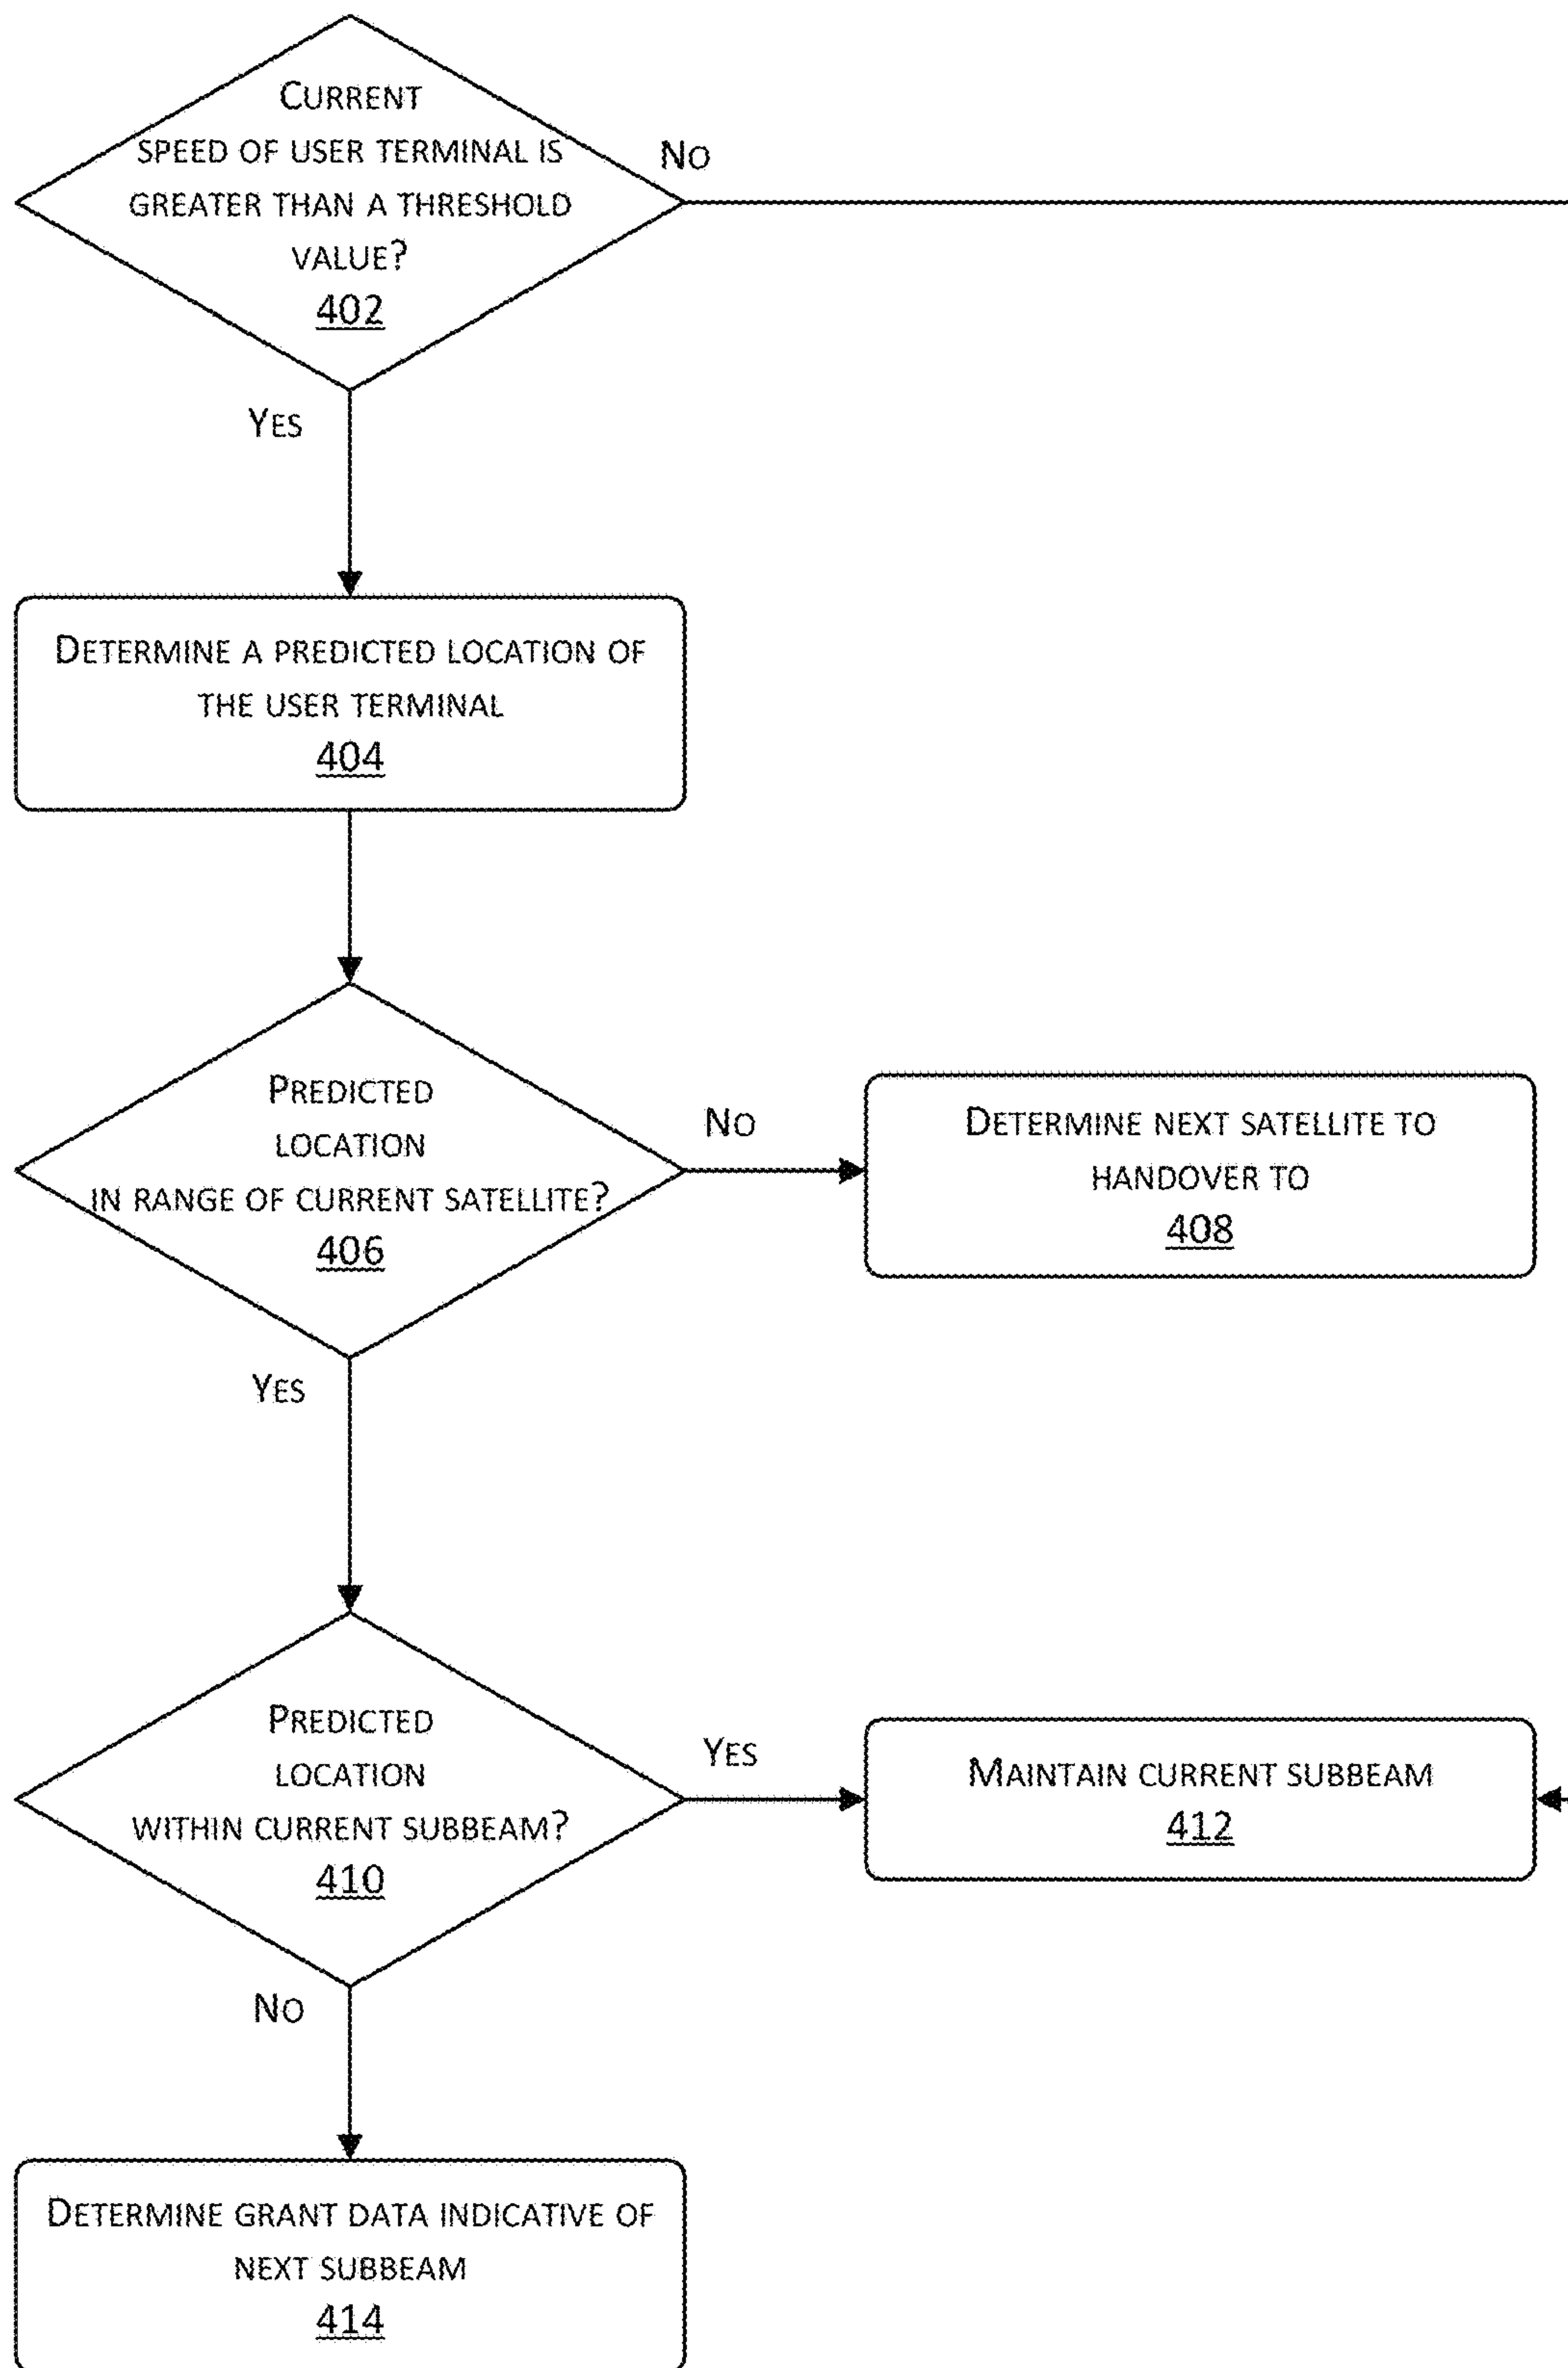 CURRENT
SPEED OF USER TERMINAL IS
GREATER THAN A THRESHOLD
VALUE?
402
NO
YES
DETERMINE A PREDICTED LOCATION OF
THE USER TERMINAL
404
PREDICTED
LOCATION
IN RANGE OF CURRENT SATELLITE?
406
NO
DETERMINE NEXT SATELLITE TO
HANDOVER TO
408
YES
PREDICTED
LOCATION
WITHIN CURRENT SUBBEAM?
410
YES
MAINTAIN CURRENT SUBBEAM
412
NO
DETERMINE GRANT DATA INDICATIVE OF
NEXT SUBBEAM
414